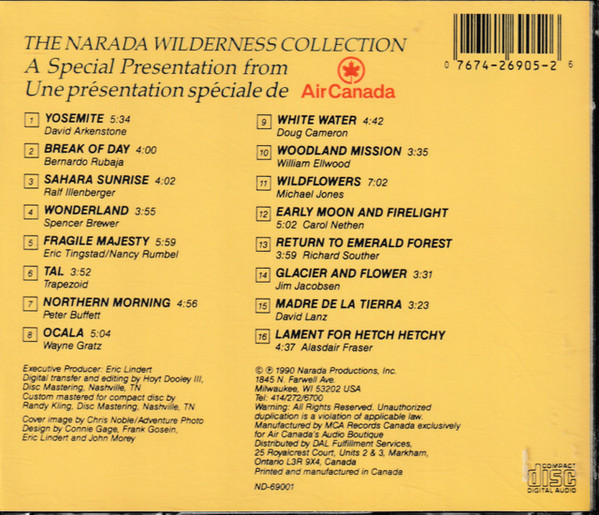 THE NARADA WILDERNESS COLLECTION
A Special Presentation from
Une présentation spéciale de
Air Canada
0 7674-26905-2 6
1 YOSEMITE 5:34
David Arkenstone
2 BREAK OF DAY 4:00
Bernardo Rubaja
3 SAHARA SUNRISE 4:02
Ralf Illenberger
4 WONDERLAND 3:55
Spencer Brewer
5 FRAGILE MAJESTY 5:59
Eric Tingstad/Nancy Rumbel
6 TAL 3:52
Trapezoid
7 NORTHERN MORNING 4:56
Peter Buffett
8 OCALA 5:04
Wayne Gratz
9 WHITE WATER 4:42
Doug Cameron
10 WOODLAND MISSION 3:35
William Ellwood
11 WILDFLOWERS 7:02
Michael Jones
12 EARLY MOON AND FIRELIGHT
5:02 Carol Nethen
13 RETURN TO EMERALD FOREST
3:59 Richard Souther
14 GLACIER AND FLOWER 3:31
Jim Jacobsen
15 MADRE DE LA TIERRA 3:23
David Lanz
16 LAMENT FOR HETCH HETCHY
4:37 Alasdair Fraser
Executive Producer: Eric Lindert
Digital transfer and editing by Hoyt Dooley III,
Disc Mastering, Nashville, TN
Custom mastered for compact disc by
Randy Kling, Disc Mastering, Nashville, TN
Cover image by Chris Noble/Adventure Photo
Design by Connie Gage, Frank Gosein,
Eric Lindert and John Morey
© ℗ 1990 Narada Productions, Inc.
1845 N. Farwell Ave.
Milwaukee, WI 53202 USA
Tel: 414/272/6700
Warning: All Rights Reserved. Unauthorized
duplication is a violation of applicable law.
Manufactured by MCA Records Canada exclusively
for Air Canada's Audio Boutique
Distributed by DAL Fulfillment Services,
25 Royalcrest Court, Units 2 & 3, Markham,
Ontario L3R 9X4, Canada
Printed and manufactured in Canada
ND-69001
COMPACT
disc
DIGITAL AUDIO